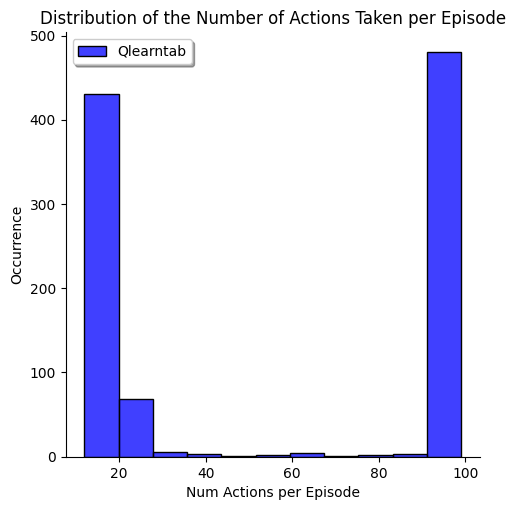 Distribution of the Number of Actions Taken per Episode
Qlearntab
500
400
300
200
100
0
Occurrence
20 40 60 80 100
Num Actions per Episode